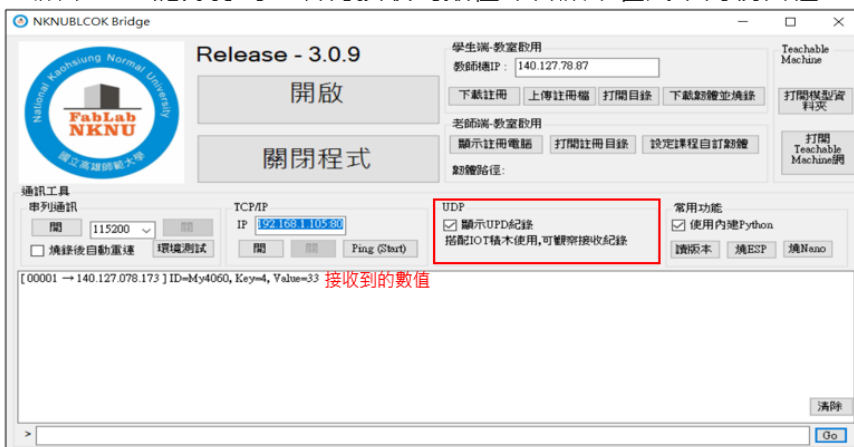 NKNUBLCOK Bridge
Kaohsiung Normal
National
University
FabLab
NKNU
國立高雄師範大學
Release - 3.0.9
開啟
關閉程式
學生端-教室啟用
教師機IP：
140.127.78.87
下載註冊
上傳註冊檔
打開目錄
下載韌體並燒錄
老師端-教室啟用
顯示註冊電腦
打開註冊目錄
設定課程自訂韌體
韌體路徑:
Teachable
Machine
打開模型資
料夾
打開
Teachable
Machine網
通訊工具
串列通訊
開
115200
關
燒錄後自動重連
環境測試
TCP/IP
IP
192.168.1.105:80
開
關
Ping (Start)
UDP
顯示UPD紀錄
搭配IOT積木使用,可觀察接收紀錄
常用功能
使用內建Python
讀版本
燒ESP
燒Nano
[ 00001 → 140.127.078.173 ] ID=My4060, Key=4, Value=33 接收到的數值
清除
>
Go